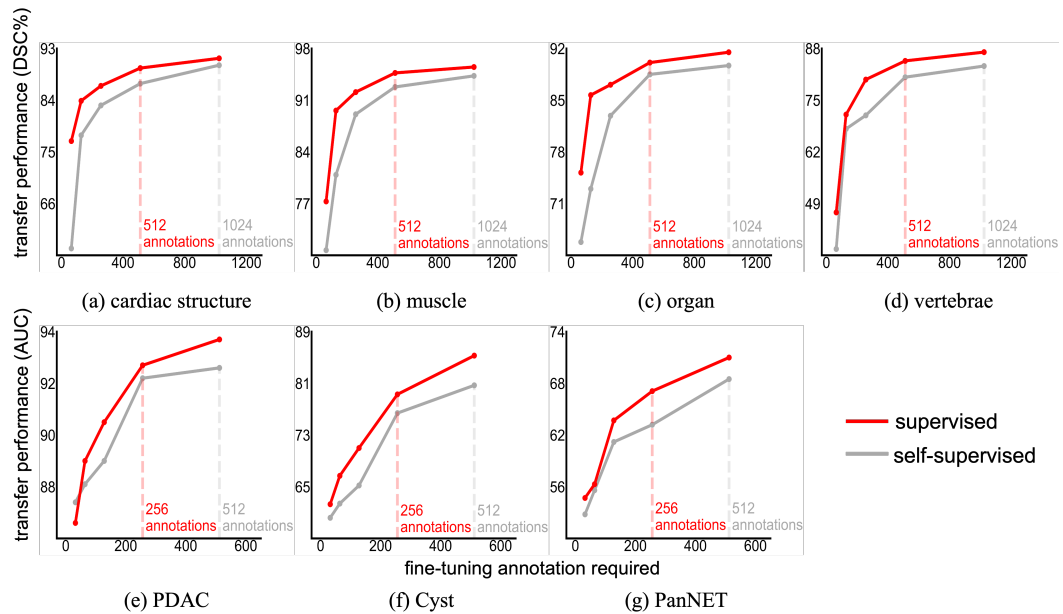 transfer performance (DSC%)
93
84
75
66
512
annotations
1024
annotations
0
400
800
1200
(a) cardiac structure
98
91
84
77
512
annotations
1024
annotations
0
400
800
1200
(b) muscle
92
85
78
71
512
annotations
1024
annotations
0
400
800
1200
(c) organ
88
75
62
49
512
annotations
1024
annotations
0
400
800
1200
(d) vertebrae
transfer performance (AUC)
94
92
90
88
256
annotations
512
annotations
0
200
400
600
(e) PDAC
89
81
73
65
256
annotations
512
annotations
0
200
400
600
fine-tuning annotation required
(f) Cyst
74
68
62
56
256
annotations
512
annotations
0
200
400
600
(g) PanNET
supervised
self-supervised